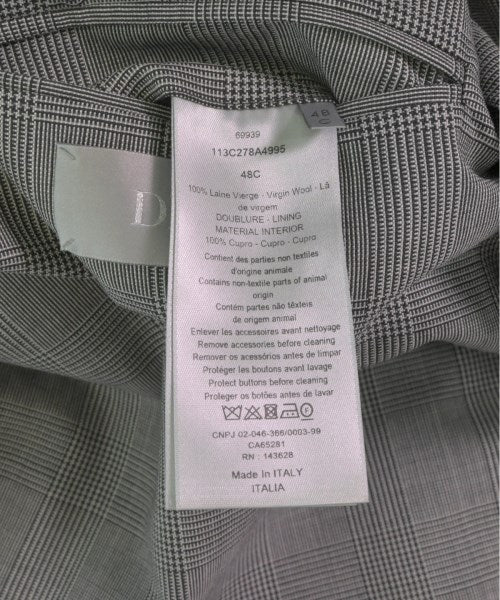 48
C
69939
113C278A4995
48C
100% Laine Vierge - Virgin Wool - Lã
de virgem
DOUBLURE - LINING
MATERIAL INTERIOR
100% Cupro - Cupro - Cupro
Contient des parties non textiles
d'origine animale
Contains non-textile parts of animal
origin
Contém partes não têxteis
de origem animal
Enlever les accessoires avant nettoyage
Remove accessories before cleaning
Remover os acessórios antes de limpar
Protéger les boutons avant lavage
Protect buttons before cleaning
Proteger os botões antes de lavar
CNPJ 02-046-366/0003-99
CA65281
RN : 143628
Made In ITALY
ITALIA
D